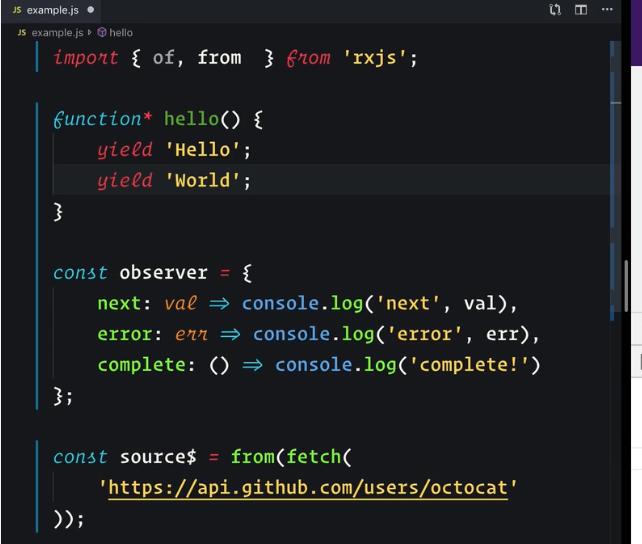 JS example.js ●
JS example.js ▷ hello
import { of, from  } from 'rxjs';
function* hello() {
    yield 'Hello';
    yield 'World';
}
const observer = {
    next: val => console.log('next', val),
    error: err => console.log('error', err),
    complete: () => console.log('complete!')
};
const source$ = from(fetch(
    'https://api.github.com/users/octocat'
));